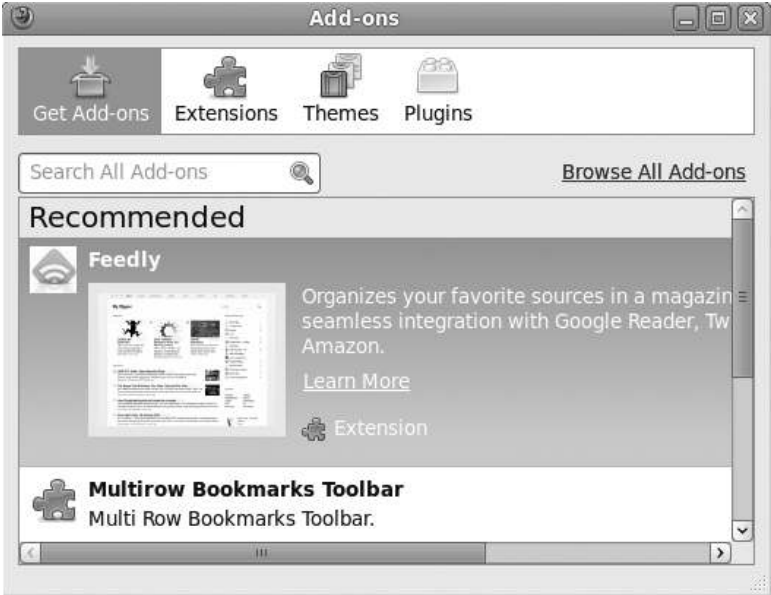 Add-ons
Get Add-ons
Extensions
Themes
Plugins
Search All Add-ons
Browse All Add-ons
Recommended
Feedly
Organizes your favorite sources in a magazin
seamless integration with Google Reader, Tw
Amazon.
Learn More
Extension
Multirow Bookmarks Toolbar
Multi Row Bookmarks Toolbar.